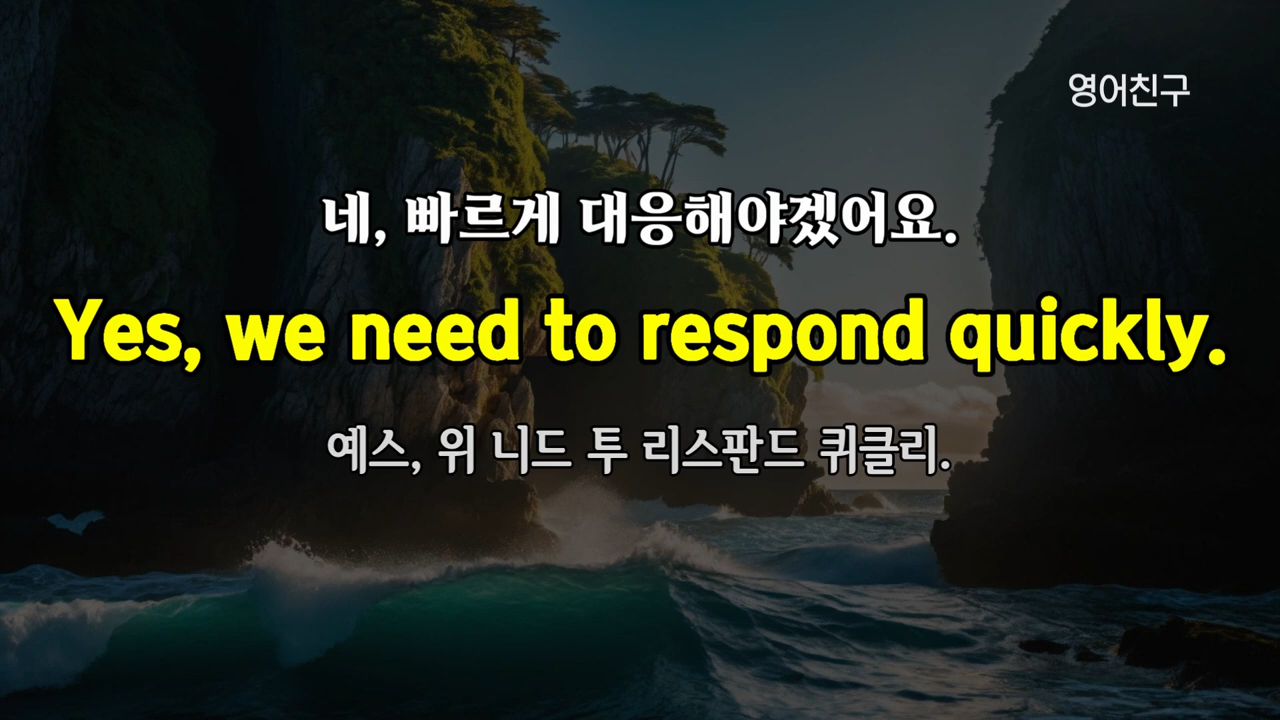 영어친구
네, 빠르게 대응해야겠어요.
Yes, we need to respond quickly.
예스, 위 니드 투 리스판드 퀴클리.